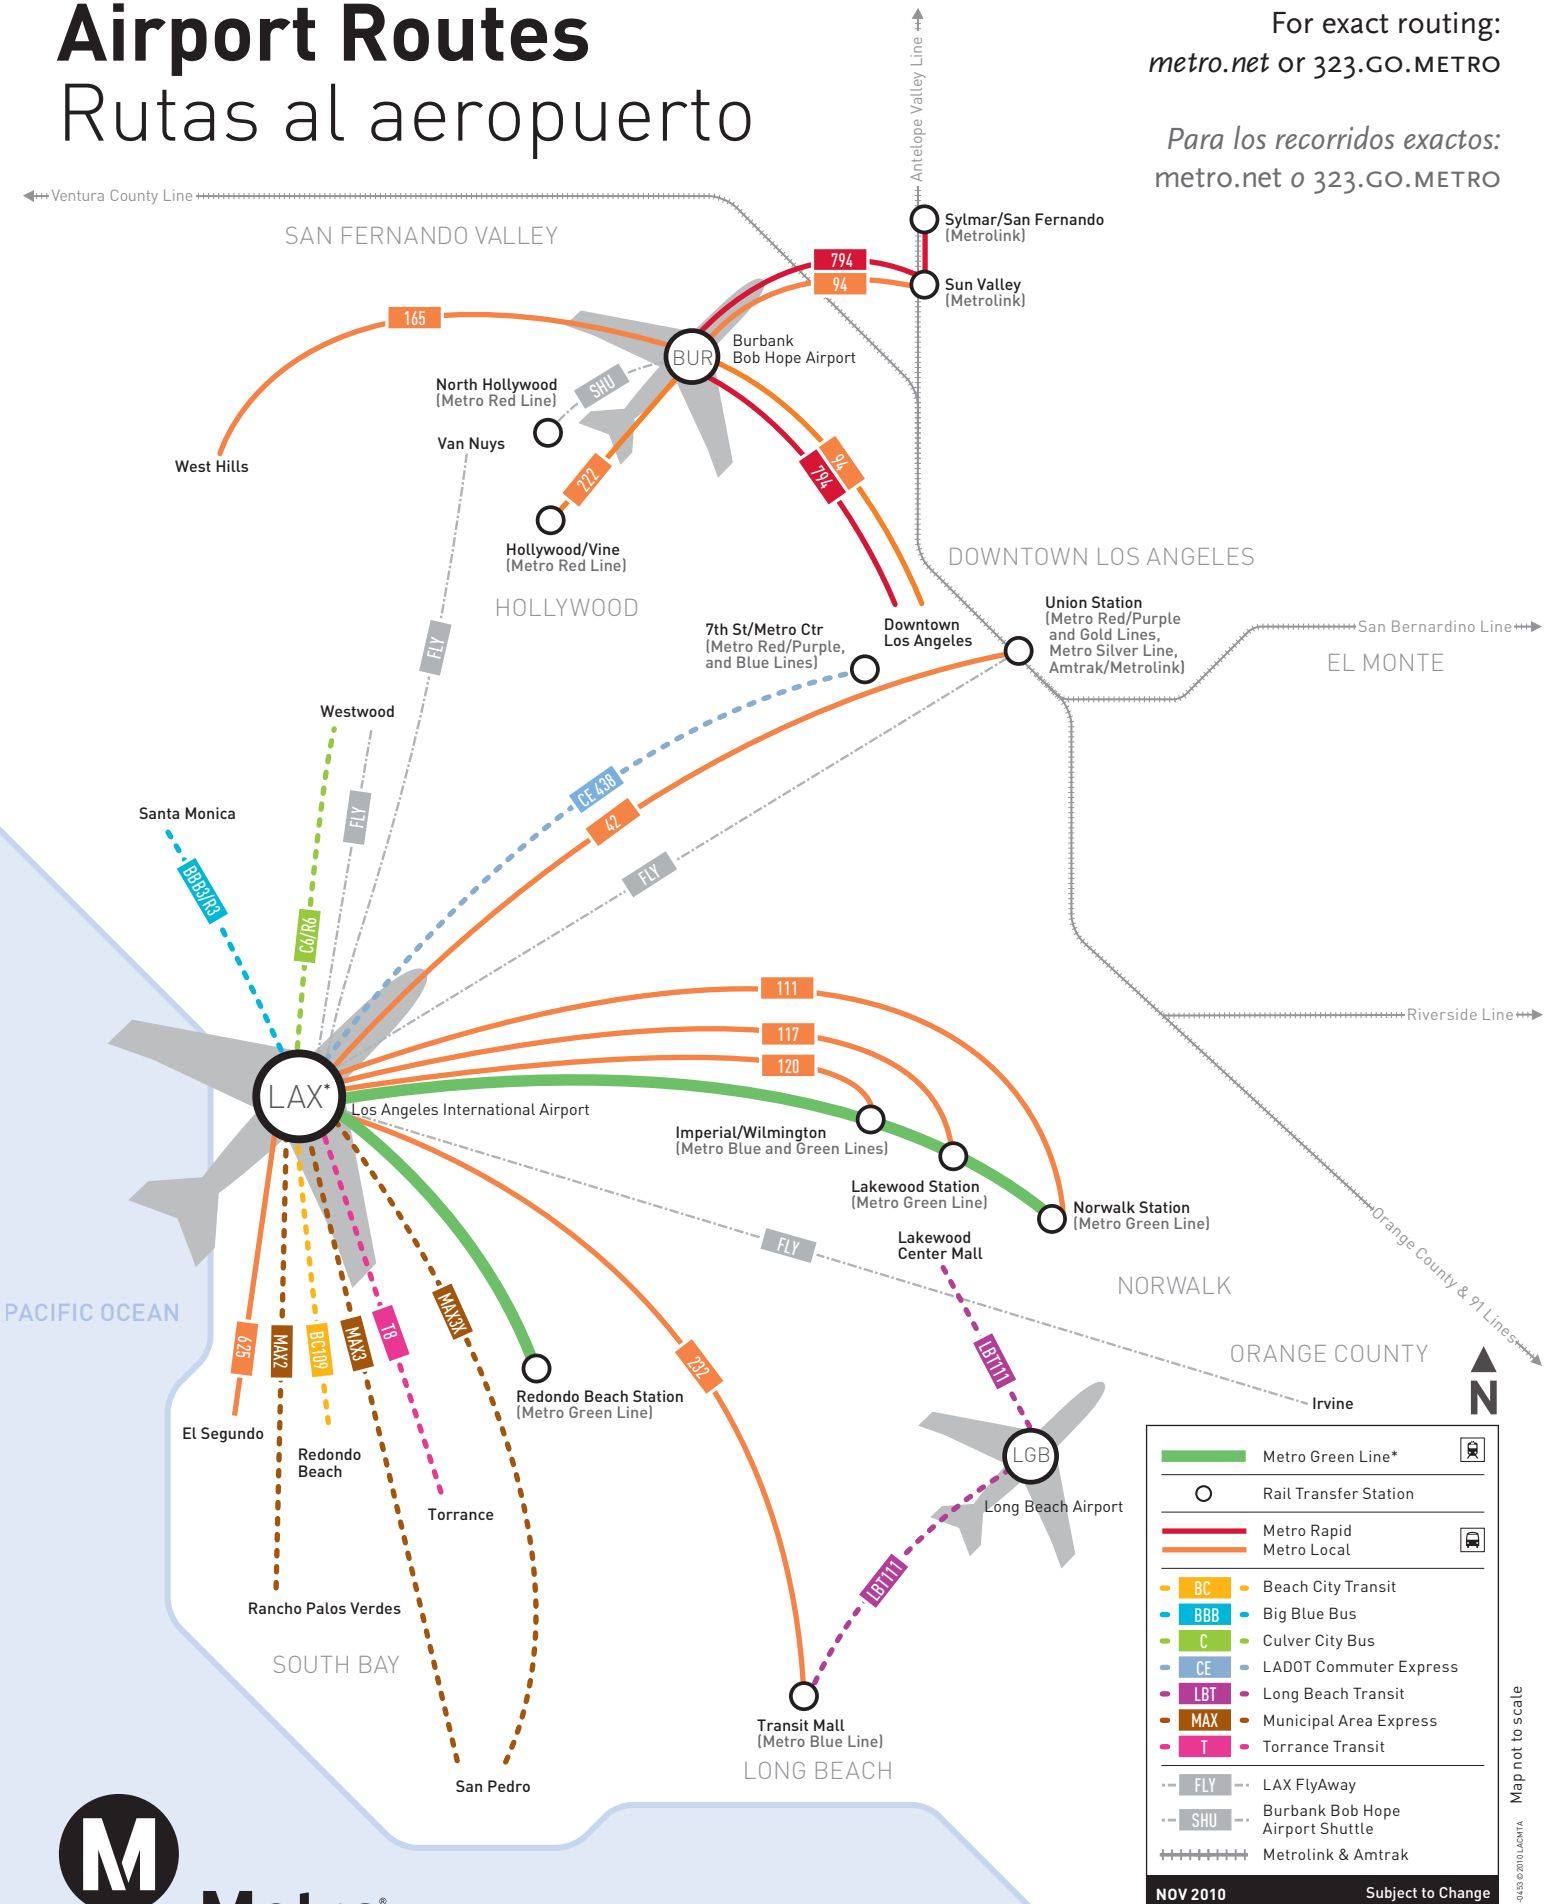 Airport Routes
Rutas al aeropuerto
For exact routing:
metro.net or 323.GO.METRO
Para los recorridos exactos:
metro.net o 323.GO.METRO
Antelope Valley Line
Ventura County Line
SAN FERNANDO VALLEY
Sylmar/San Fernando
(Metrolink)
794
94
Sun Valley
(Metrolink)
165
BUR
Burbank
Bob Hope Airport
North Hollywood
(Metro Red Line)
SHU
Van Nuys
West Hills
222
94
794
Hollywood/Vine
(Metro Red Line)
HOLLYWOOD
DOWNTOWN LOS ANGELES
Union Station
(Metro Red/Purple
and Gold Lines,
Metro Silver Line,
Amtrak/Metrolink)
San Bernardino Line
EL MONTE
7th St/Metro Ctr
(Metro Red/Purple,
and Blue Lines)
Downtown
Los Angeles
FLY
Westwood
FLY
CE 438
42
FLY
Santa Monica
BBB3/R3
C6/R6
111
117
120
Riverside Line
LAX*
Los Angeles International Airport
Imperial/Wilmington
(Metro Blue and Green Lines)
Lakewood Station
(Metro Green Line)
Norwalk Station
(Metro Green Line)
Lakewood
Center Mall
FLY
NORWALK
Orange County & 91 Lines
PACIFIC OCEAN
ORANGE COUNTY
N
Irvine
625
MAX2
BC109
MAX3
T8
MAX3X
232
LBT111
Redondo Beach Station
(Metro Green Line)
El Segundo
Redondo
Beach
Torrance
LGB
Long Beach Airport
LBT111
Rancho Palos Verdes
SOUTH BAY
San Pedro
Transit Mall
(Metro Blue Line)
LONG BEACH
Metro Green Line*
Rail Transfer Station
Metro Rapid
Metro Local
BC Beach City Transit
BBB Big Blue Bus
C Culver City Bus
CE LADOT Commuter Express
LBT Long Beach Transit
MAX Municipal Area Express
T Torrance Transit
FLY LAX FlyAway
SHU Burbank Bob Hope
Airport Shuttle
Metrolink & Amtrak
NOV 2010 Subject to Change
Map not to scale
-0453 ©2010 LACMTA
M
Metro®